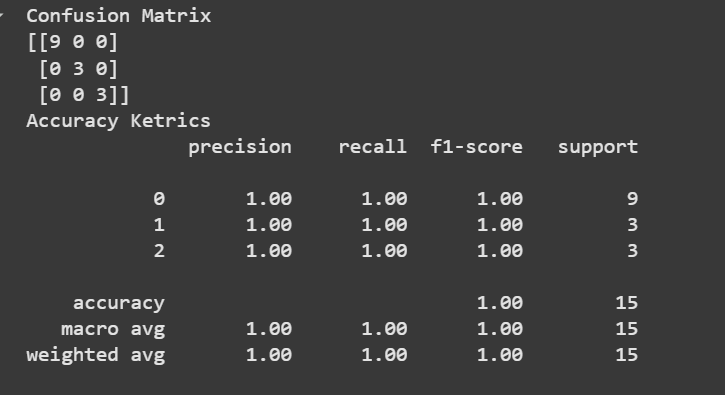 Confusion Matrix
[[9 0 0]
[0 3 0]
[0 0 3]]
Accuracy Ketrics
precision recall f1-score support
0 1.00 1.00 1.00 9
1 1.00 1.00 1.00 3
2 1.00 1.00 1.00 3
accuracy 1.00 15
macro avg 1.00 1.00 1.00 15
weighted avg 1.00 1.00 1.00 15